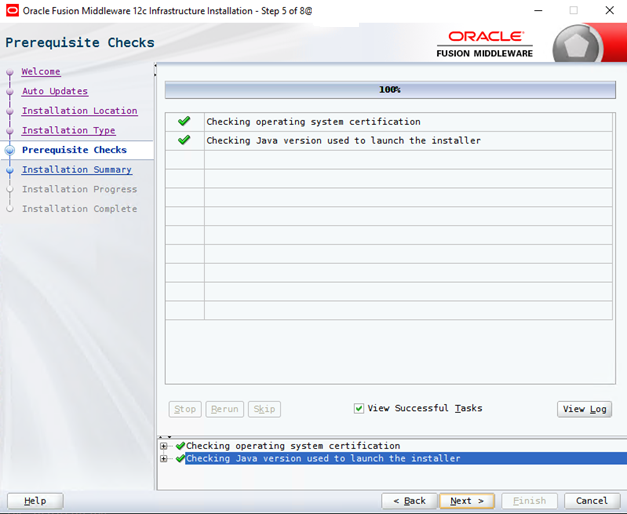 Oracle Fusion Middleware 12c Infrastructure Installation - Step 5 of 8@
Prerequisite Checks
ORACLE
FUSION MIDDLEWARE
Welcome
Auto Updates
Installation Location
Installation Type
Prerequisite Checks
Installation Summary
Installation Progress
Installation Complete
100%
Checking operating system certification
Checking Java version used to launch the installer
Stop Rerun Skip View Successful Tasks View Log
Checking operating system certification
Checking Java version used to launch the installer
Help < Back Next > Finish Cancel